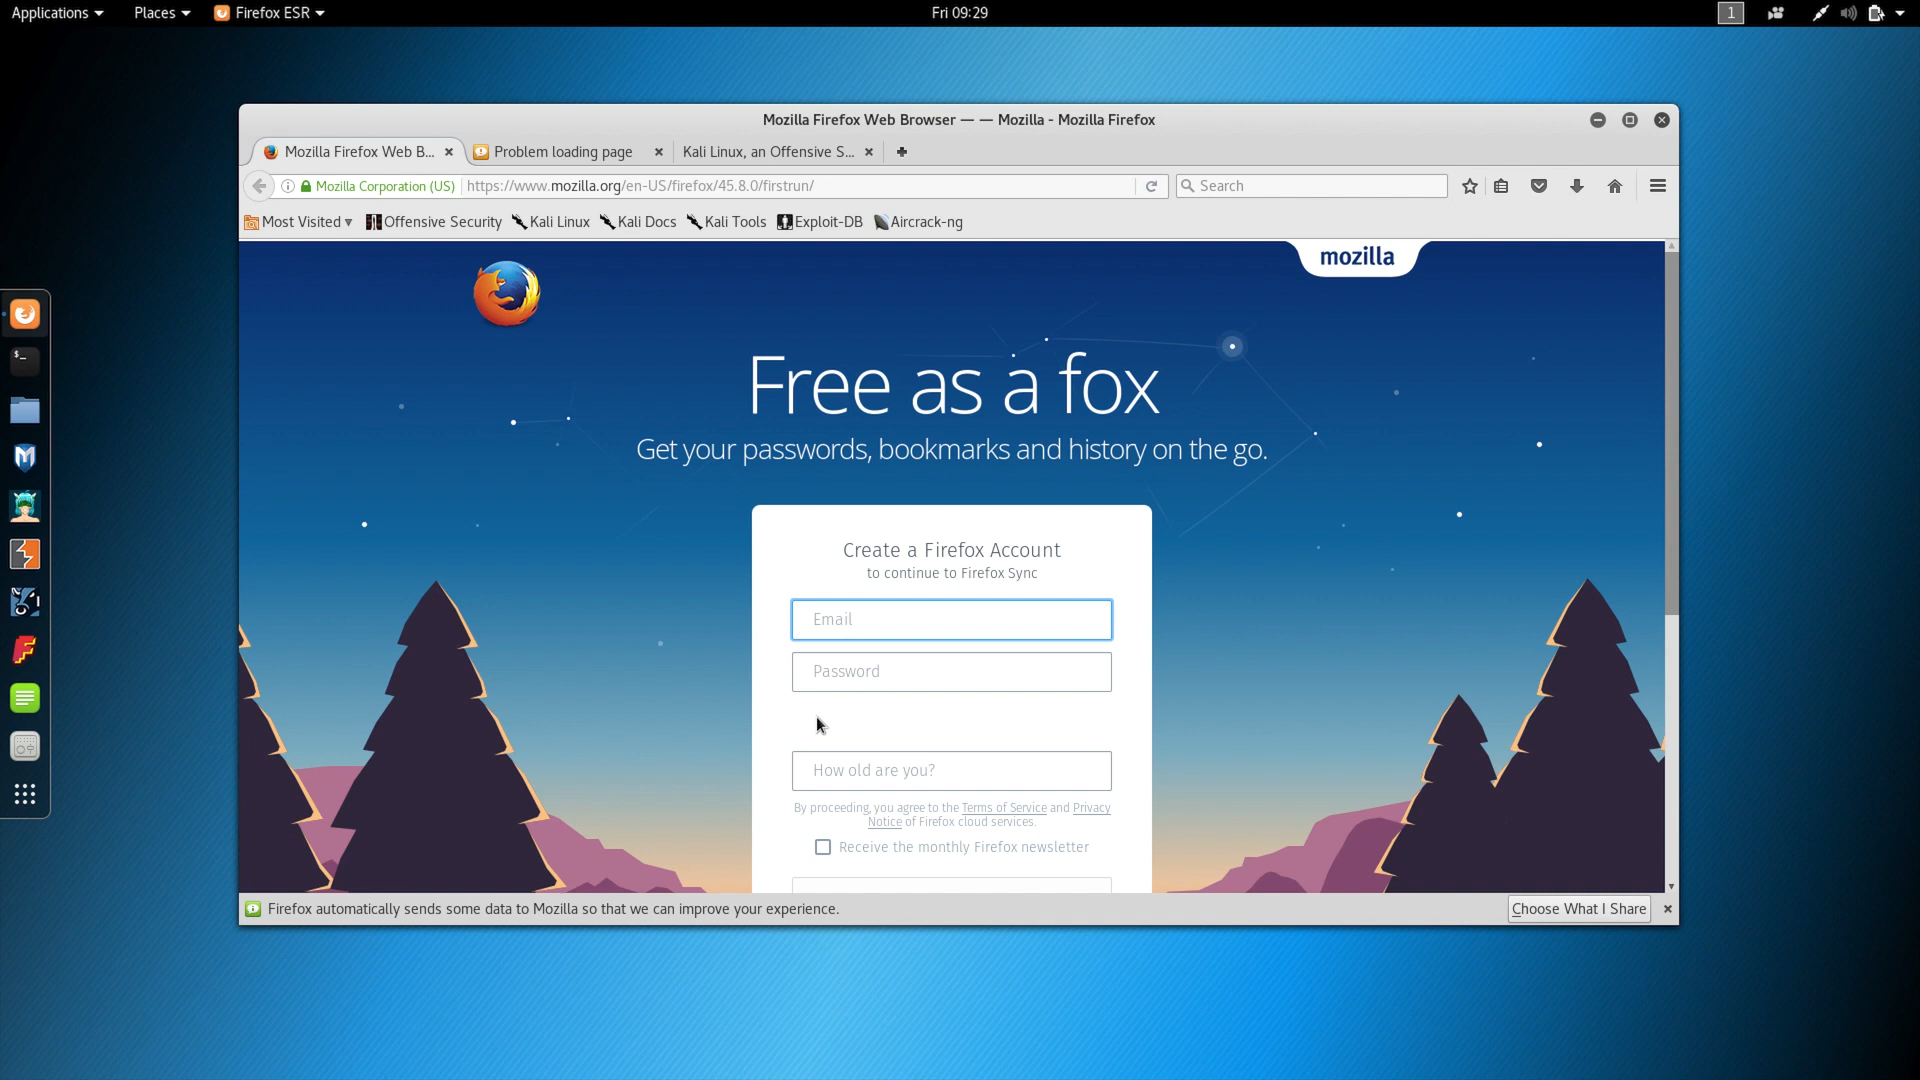 Applications Places Firefox ESR Fri 09:29 1
Mozilla Firefox Web Browser — — Mozilla - Mozilla Firefox
Mozilla Firefox Web B... Problem loading page Kali Linux, an Offensive S...
Mozilla Corporation (US) https://www.mozilla.org/en-US/firefox/45.8.0/firstrun/ Search
Most Visited Offensive Security Kali Linux Kali Docs Kali Tools Exploit-DB Aircrack-ng
mozilla
Free as a fox
Get your passwords, bookmarks and history on the go.
Create a Firefox Account
to continue to Firefox Sync
Email
Password
How old are you?
By proceeding, you agree to the Terms of Service and Privacy
Notice of Firefox cloud services.
Receive the monthly Firefox newsletter
Firefox automatically sends some data to Mozilla so that we can improve your experience. Choose What I Share